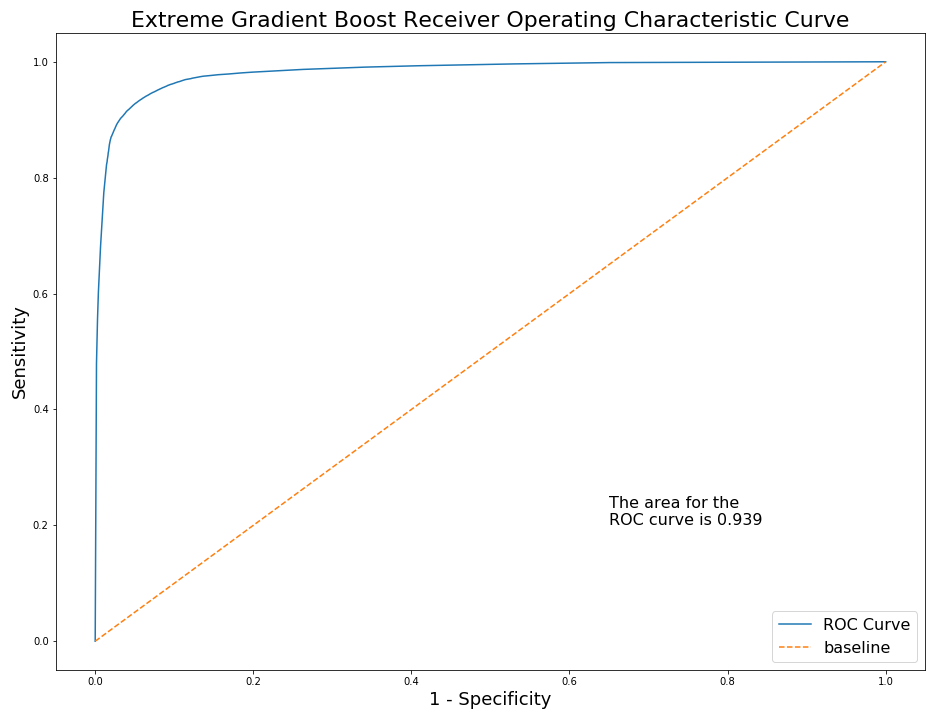 Extreme Gradient Boost Receiver Operating Characteristic Curve
1.0
0.8
0.6
0.4
0.2
0.0
Sensitivity
The area for the
ROC curve is 0.939
ROC Curve
baseline
0.0 0.2 0.4 0.6 0.8 1.0
1 - Specificity